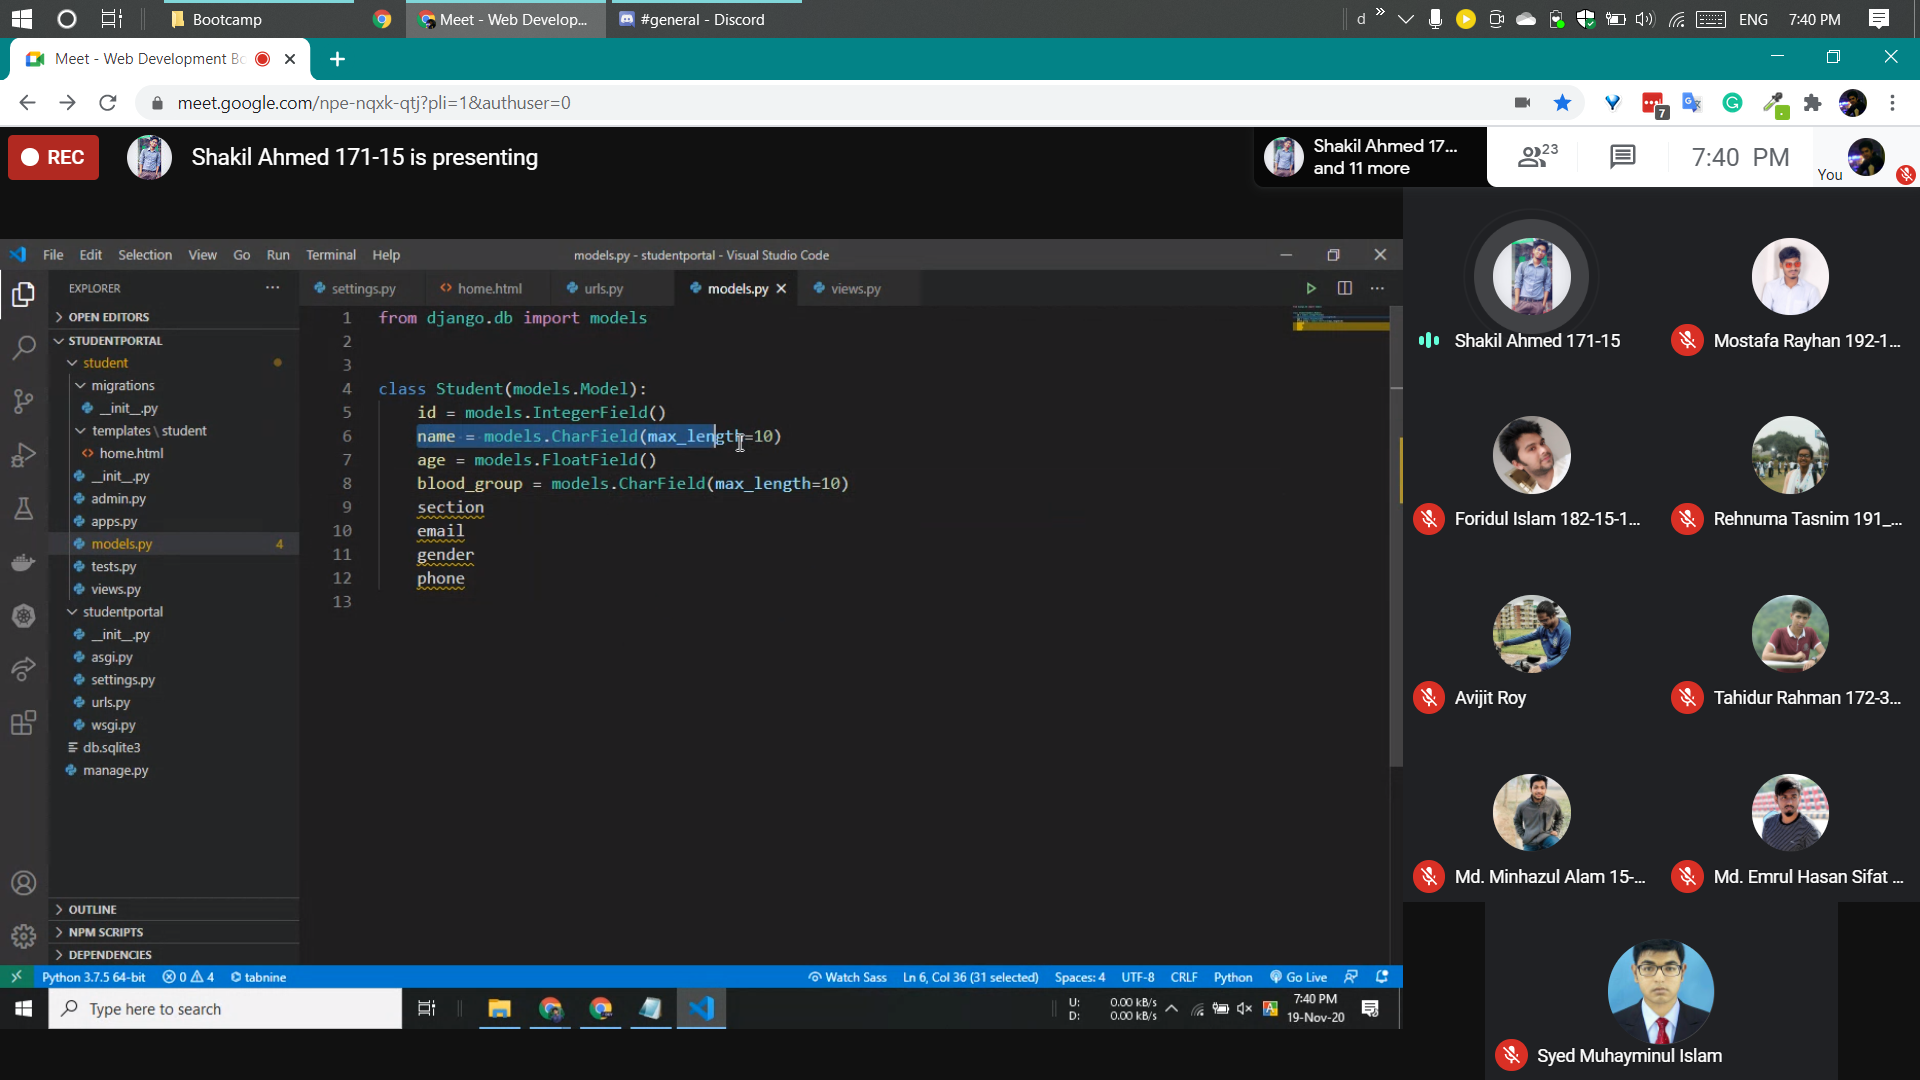 Bootcamp
Meet - Web Develop...
#general - Discord
d
ENG
7:40 PM
Meet - Web Development Bo
meet.google.com/npe-nqxk-qtj?pli=1&authuser=0
7
REC
Shakil Ahmed 171-15 is presenting
Shakil Ahmed 17...
and 11 more
23
7:40 PM
You
File Edit Selection View Go Run Terminal Help
models.py - studentportal - Visual Studio Code
EXPLORER
settings.py
home.html
urls.py
models.py
views.py
OPEN EDITORS
STUDENTPORTAL
student
migrations
__init__.py
templates \ student
home.html
__init__.py
admin.py
apps.py
models.py 4
tests.py
views.py
studentportal
__init__.py
asgi.py
settings.py
urls.py
wsgi.py
db.sqlite3
manage.py
OUTLINE
NPM SCRIPTS
DEPENDENCIES
1 from django.db import models
2
3
4 class Student(models.Model):
5 id = models.IntegerField()
6 name = models.CharField(max_length=10)
7 age = models.FloatField()
8 blood_group = models.CharField(max_length=10)
9 section
10 email
11 gender
12 phone
13
Python 3.7.5 64-bit
0
4
tabnine
Watch Sass
Ln 6, Col 36 (31 selected)
Spaces: 4
UTF-8
CRLF
Python
Go Live
Type here to search
U: 0.00 kB/s
D: 0.00 kB/s
A
7:40 PM
19-Nov-20
Shakil Ahmed 171-15
Mostafa Rayhan 192-1...
Foridul Islam 182-15-1...
Rehnuma Tasnim 191_...
Avijit Roy
Tahidur Rahman 172-3...
Md. Minhazul Alam 15-...
Md. Emrul Hasan Sifat ...
Syed Muhayminul Islam